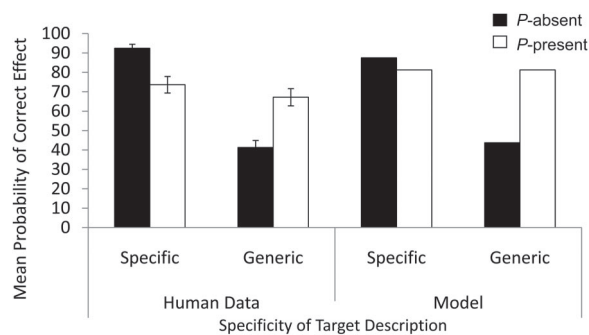 P-absent
P-present
Mean Probability of Correct Effect
100
90
80
70
60
50
40
30
20
10
0
Specific Generic Specific Generic
Human Data Model
Specificity of Target Description